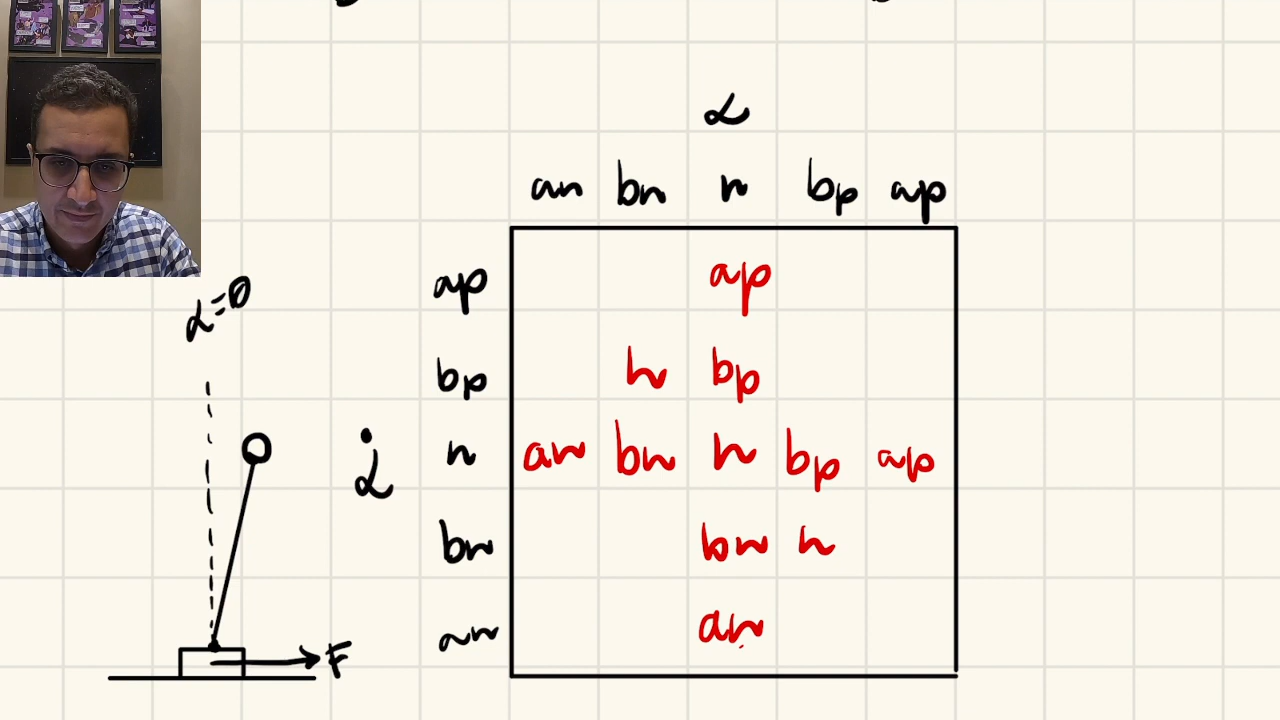 α
an bn n bp ap
α=0
ap ap
bp n bp
α̇
n an bn n bp ap
bn bn n
an an
F